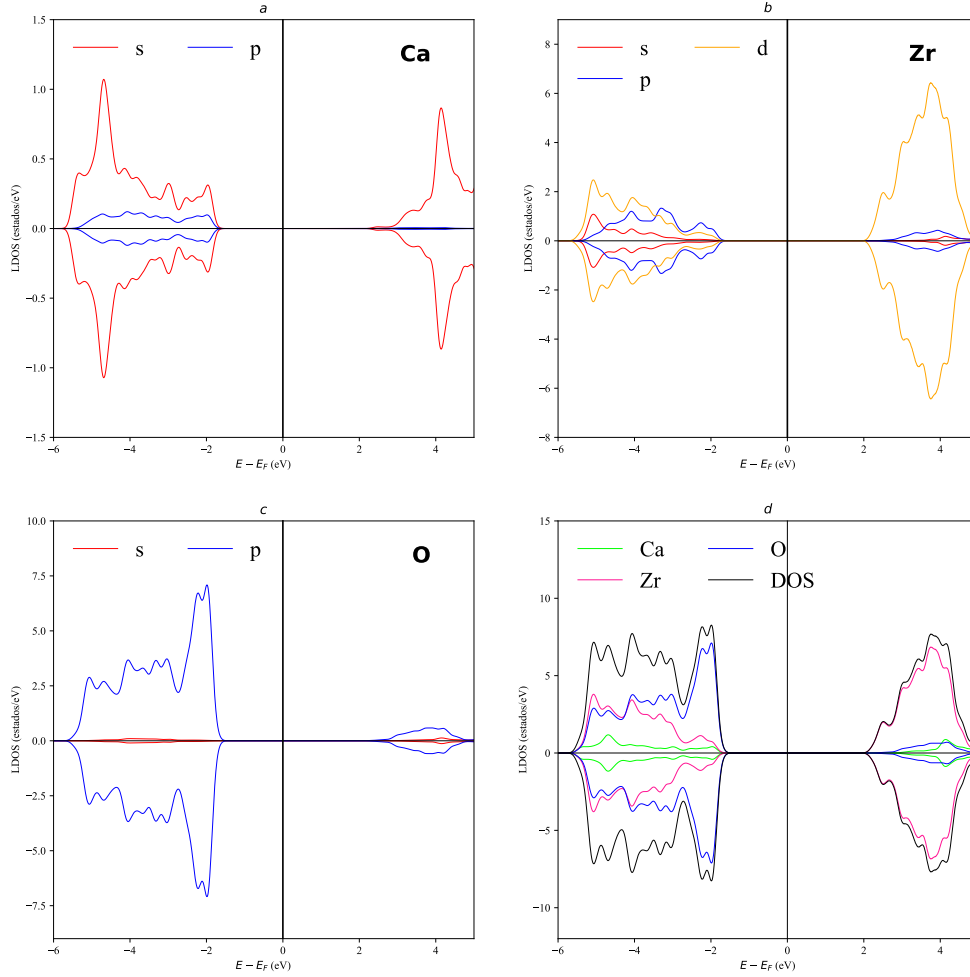 a
s
p
Ca
1.5
1.0
0.5
0.0
−0.5
−1.0
−1.5
LDOS (estados/eV)
−6
−4
−2
0
2
4
E − E_F (eV)
b
s
d
p
Zr
8
6
4
2
0
−2
−4
−6
−8
LDOS (estados/eV)
−6
−4
−2
0
2
4
E − E_F (eV)
c
s
p
O
10.0
7.5
5.0
2.5
0.0
−2.5
−5.0
−7.5
LDOS (estados/eV)
−6
−4
−2
0
2
4
E − E_F (eV)
d
Ca
O
Zr
DOS
15
10
5
0
−5
−10
LDOS (estados/eV)
−6
−4
−2
0
2
4
E − E_F (eV)